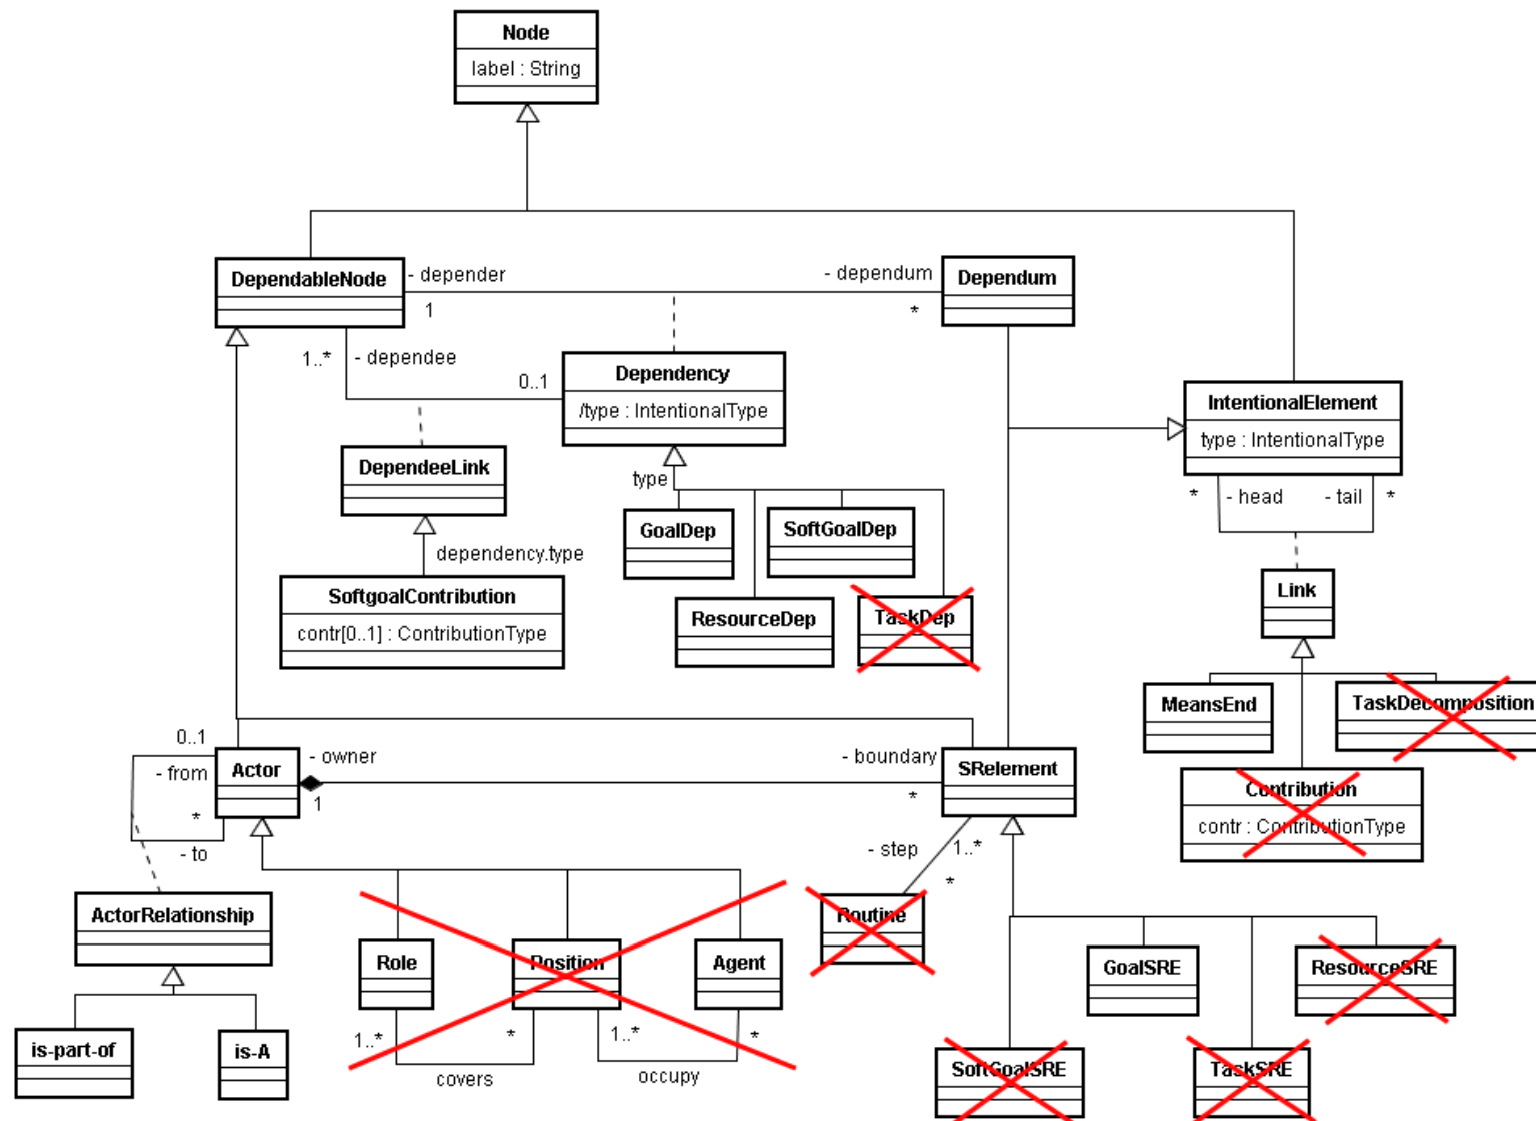 Node
label : String
DependableNode
- depender
1
- dependum
*
Dependum
1..*
- dependee
0..1
Dependency
/type : IntentionalType
IntentionalElement
type : IntentionalType
*
- head
- tail
*
DependeeLink
type
GoalDep
SoftGoalDep
dependency.type
SoftgoalContribution
contr[0..1] : ContributionType
ResourceDep
TaskDep
Link
MeansEnd
TaskDecomposition
Contribution
contr : ContributionType
0..1
- from
*
- to
Actor
- owner
1
- boundary
*
SRelement
- step
1..*
*
Routine
ActorRelationship
is-part-of
is-A
Role
Position
Agent
1..*
*
covers
1..*
*
occupy
GoalSRE
ResourceSRE
SoftGoalSRE
TaskSRE